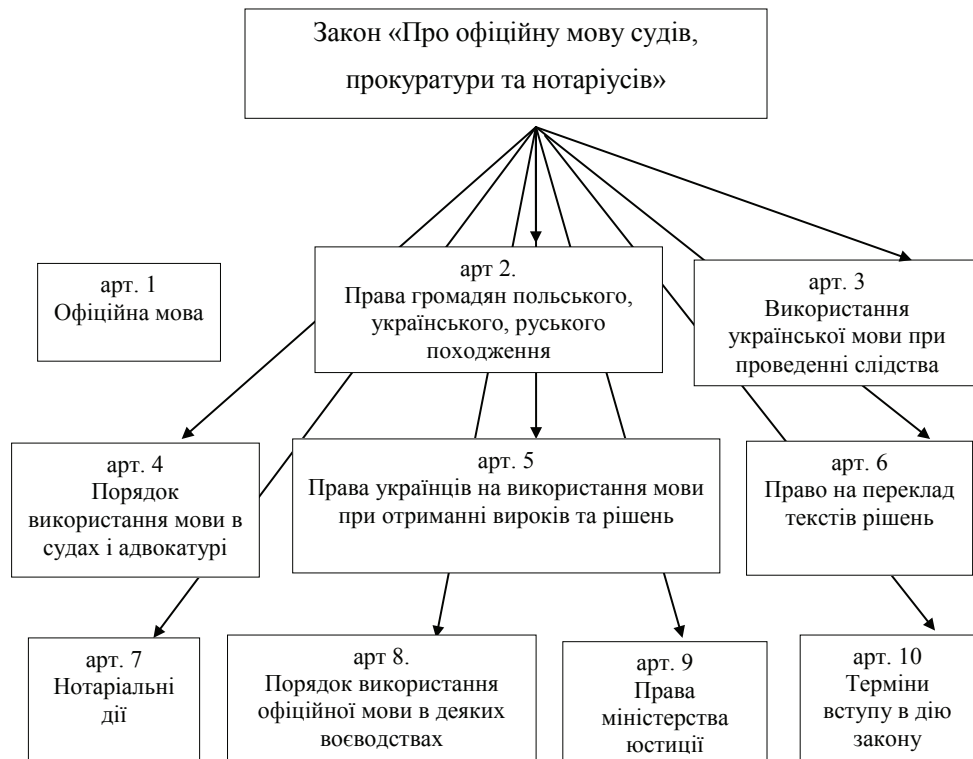 Закон «Про офіційну мову судів,
прокуратури та нотаріусів»
арт. 1
Офіційна мова
арт 2.
Права громадян польського,
українського, руського
походження
арт. 3
Використання
української мови при
проведенні слідства
арт. 4
Порядок
використання мови в
судах і адвокатурі
арт. 5
Права українців на використання мови
при отриманні вироків та рішень
арт. 6
Право на переклад
текстів рішень
арт. 7
Нотаріальні
дії
арт 8.
Порядок використання
офіційної мови в деяких
воєводствах
арт. 9
Права
міністерства
юстиції
арт. 10
Терміни
вступу в дію
закону